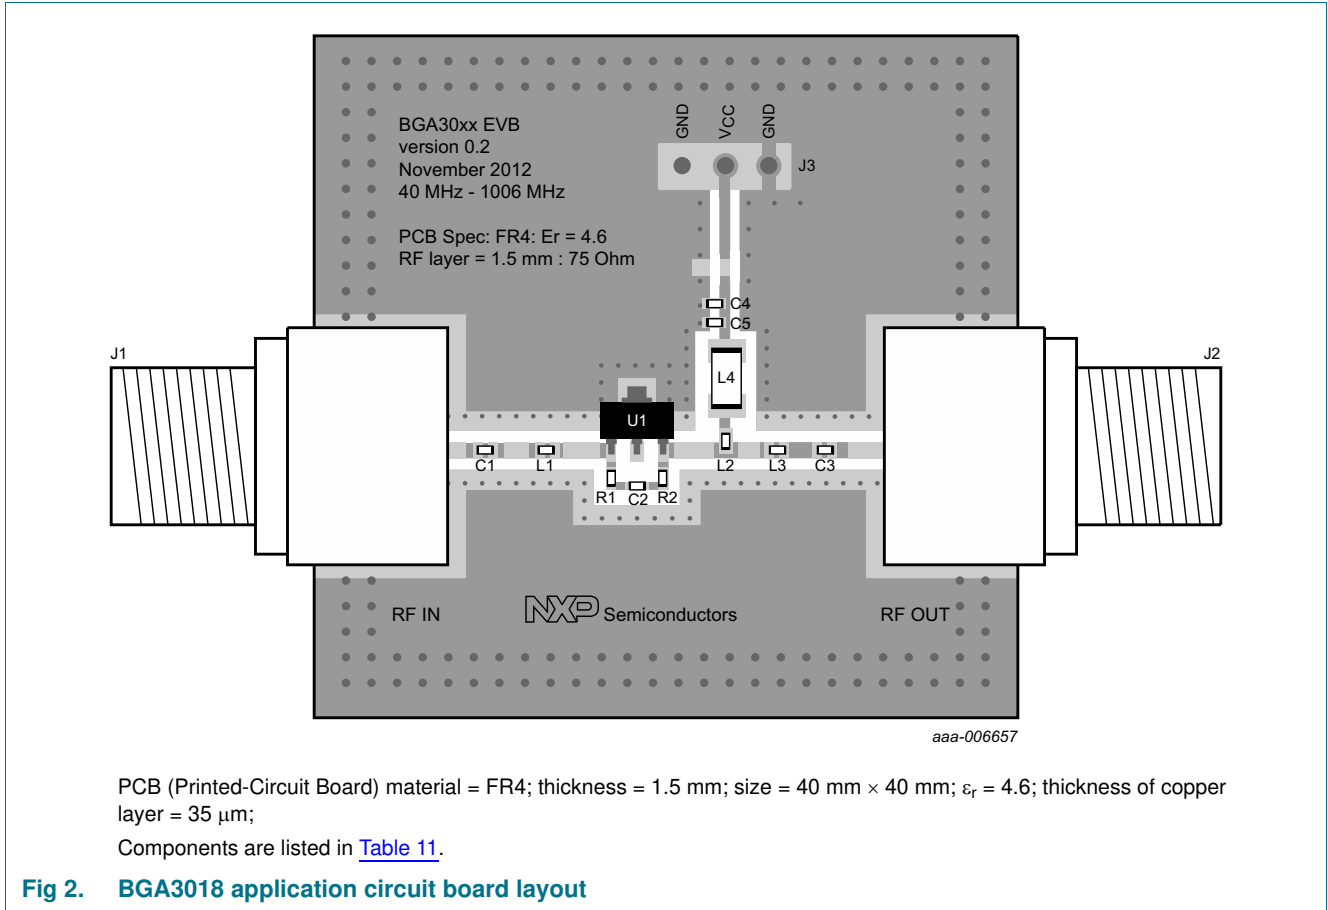 GND
VCC
GND
BGA30xx EVB
version 0.2
November 2012
40 MHz - 1006 MHz
J3
PCB Spec: FR4: Er = 4.6
RF layer = 1.5 mm : 75 Ohm
C4
C5
J1
J2
L4
U1
C1
L1
L2
L3
C3
R1
C2
R2
RF IN
NXP Semiconductors
RF OUT
aaa-006657
PCB (Printed-Circuit Board) material = FR4; thickness = 1.5 mm; size = 40 mm × 40 mm; εr = 4.6; thickness of copper
layer = 35 μm;
Components are listed in Table 11.
Fig 2. BGA3018 application circuit board layout